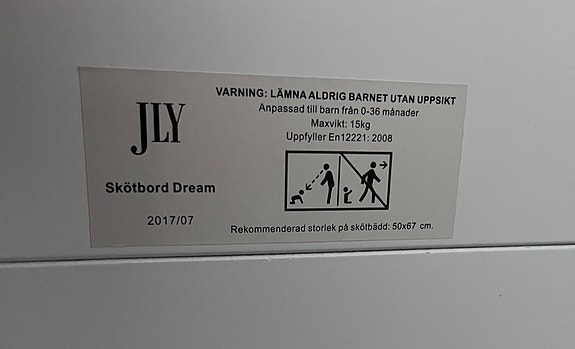 JLY
Skötbord Dream
2017/07
VARNING: LÄMNA ALDRIG BARNET UTAN UPPSIKT
Anpassad till barn från 0-36 månader
Maxvikt: 15kg
Uppfyller En12221: 2008
Rekommenderad storlek på skötbädd: 50x67 cm.